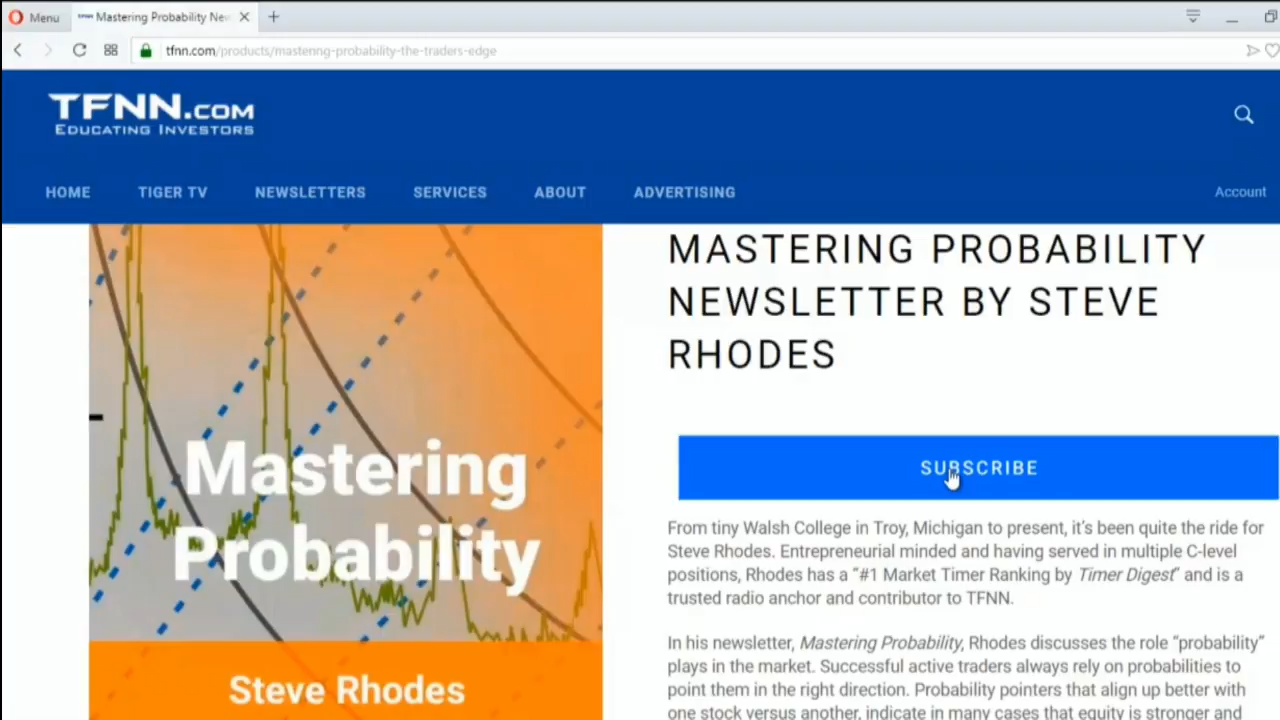 Menu
Mastering Probability New
tfnn.com/products/masterng-probability-the-traders-edge
TFNN.COM
EDUCATING INVESTORS
HOME TIGER TV NEWSLETTERS SERVICES ABOUT ADVERTISING Account
MASTERING PROBABILITY
NEWSLETTER BY STEVE
RHODES
Mastering
Probability
Steve Rhodes
SUBSCRIBE
From tiny Walsh College in Troy, Michigan to present, it's been quite the ride for
Steve Rhodes. Entrepreneurial minded and having served in multiple C-level
positions, Rhodes has a "#1 Market Timer Ranking by Timer Digest" and is a
trusted radio anchor and contributor to TFNN.
In his newsletter, Mastering Probability, Rhodes discusses the role "probability"
plays in the market. Successful active traders always rely on probabilities to
point them in the right direction. Probability pointers that align up better with
one stock versus another, indicate in many cases that equity is stronger and